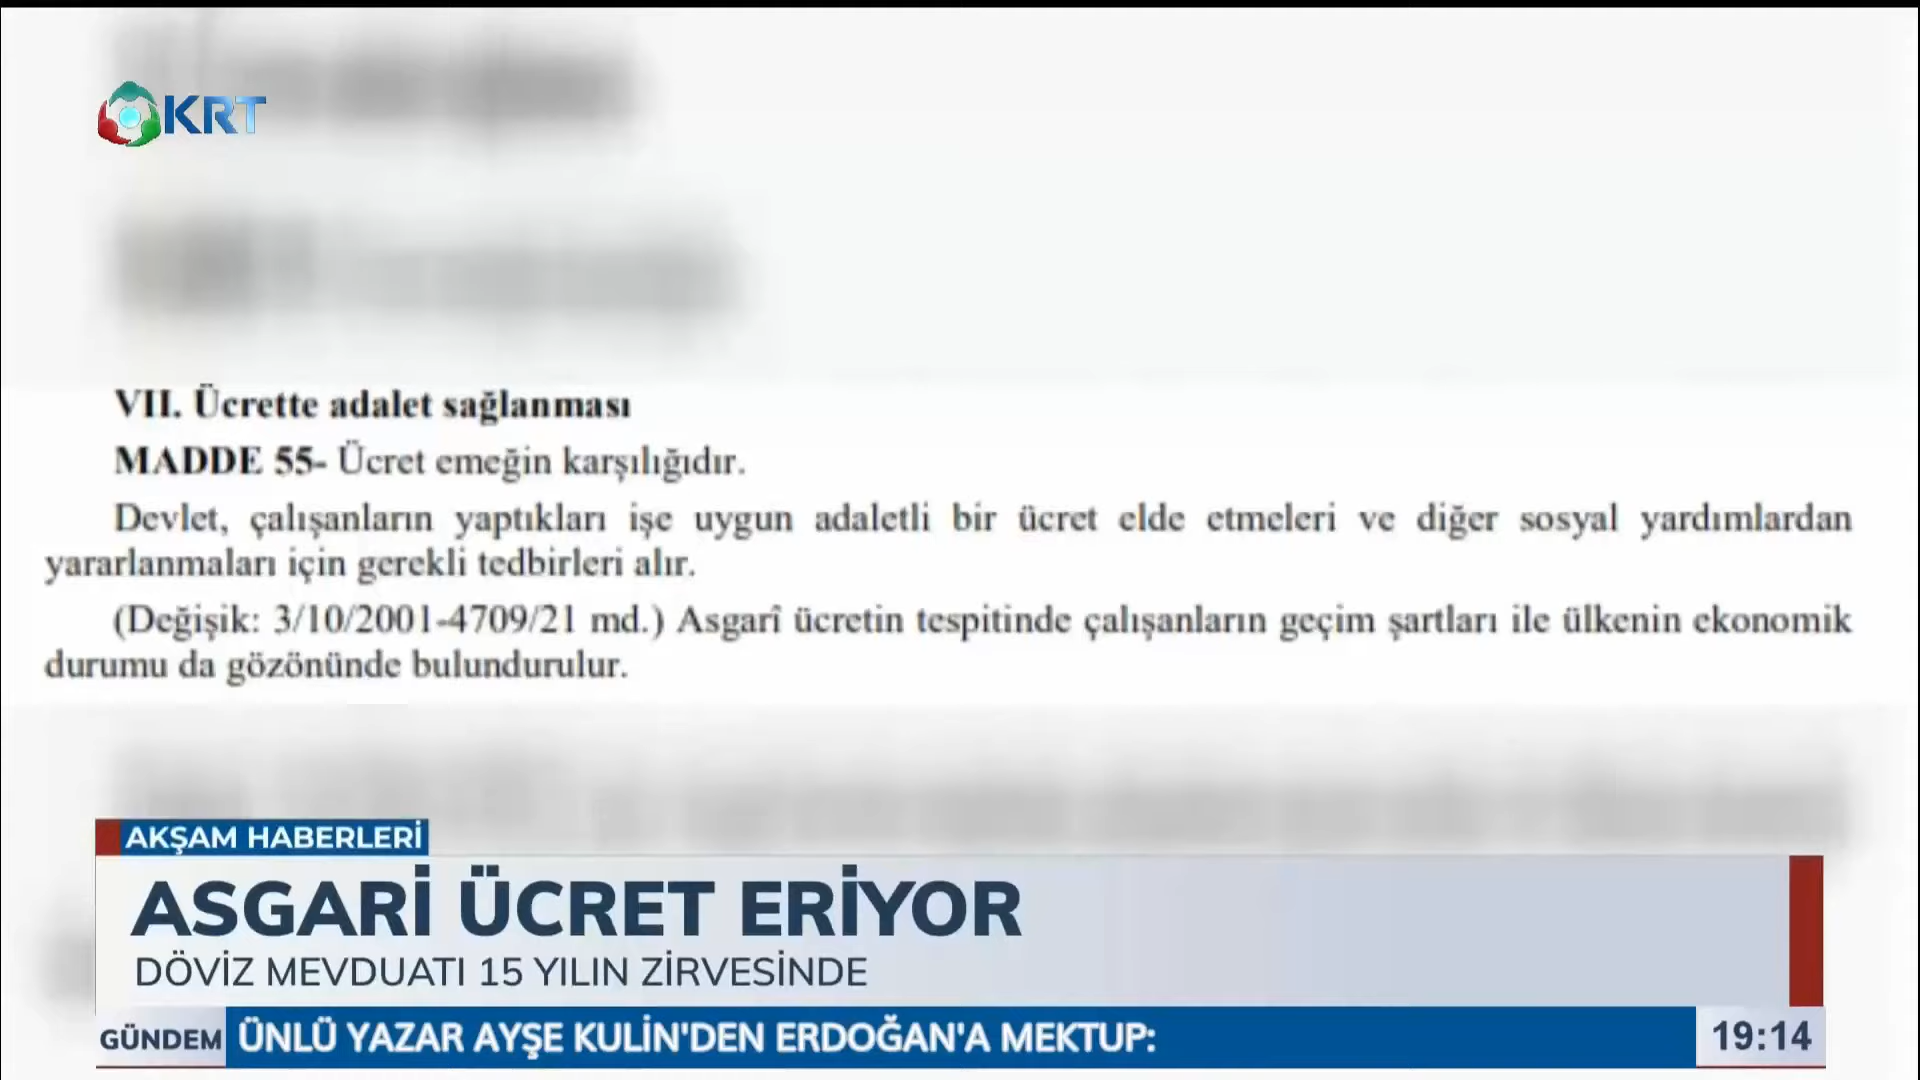 KRT
VII. Ücrette adalet sağlanması
MADDE 55- Ücret emeğin karşılığıdır.
Devlet, çalışanların yaptıkları işe uygun adaletli bir ücret elde etmeleri ve diğer sosyal yardımlardan
yararlanmaları için gerekli tedbirleri alır.
(Değişik: 3/10/2001-4709/21 md.) Asgarî ücretin tespitinde çalışanların geçim şartları ile ülkenin ekonomik
durumu da gözönünde bulundurulur.
AKŞAM HABERLERİ
ASGARİ ÜCRET ERİYOR
DÖVİZ MEVDUATI 15 YILIN ZİRVESİNDE
GÜNDEM ÜNLÜ YAZAR AYŞE KULİN'DEN ERDOĞAN'A MEKTUP: 19:14